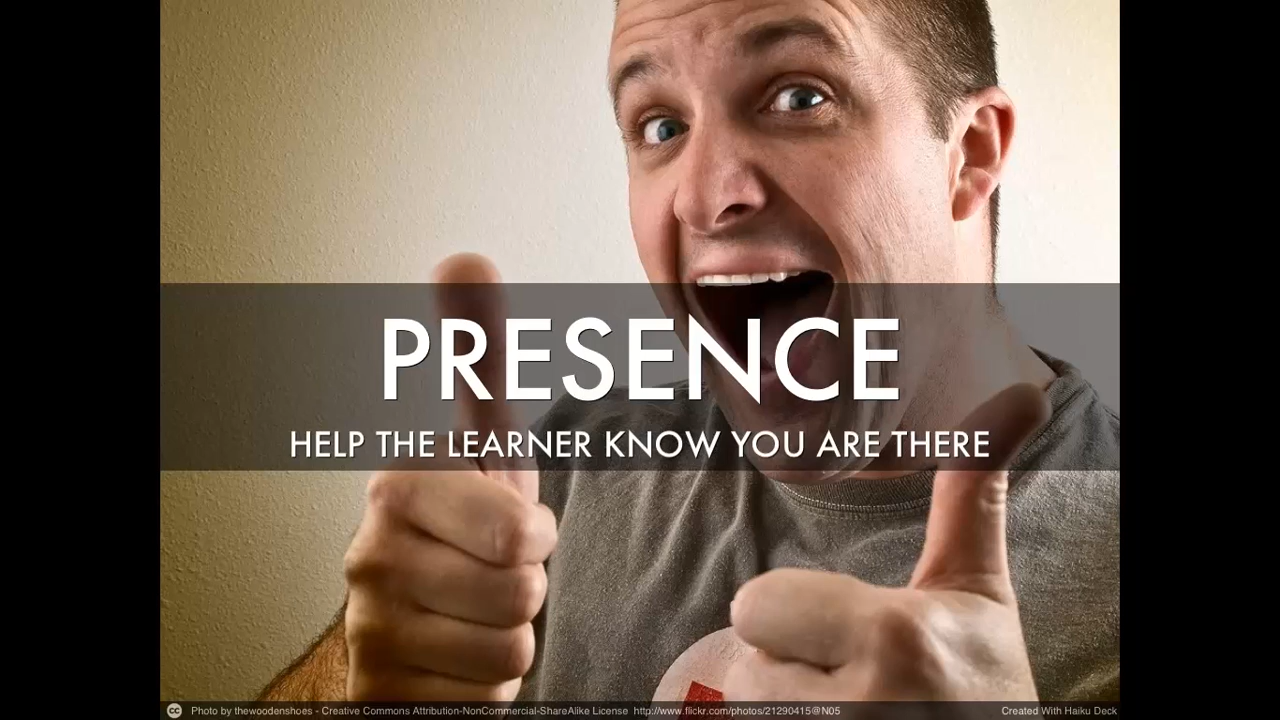 PRESENCE
HELP THE LEARNER KNOW YOU ARE THERE
cc Photo by thewoodenshoes - Creative Commons Attribution-NonCommercial-ShareAlike License http://www.flickr.com/photos/21290415@N05 Created With Haiku Deck